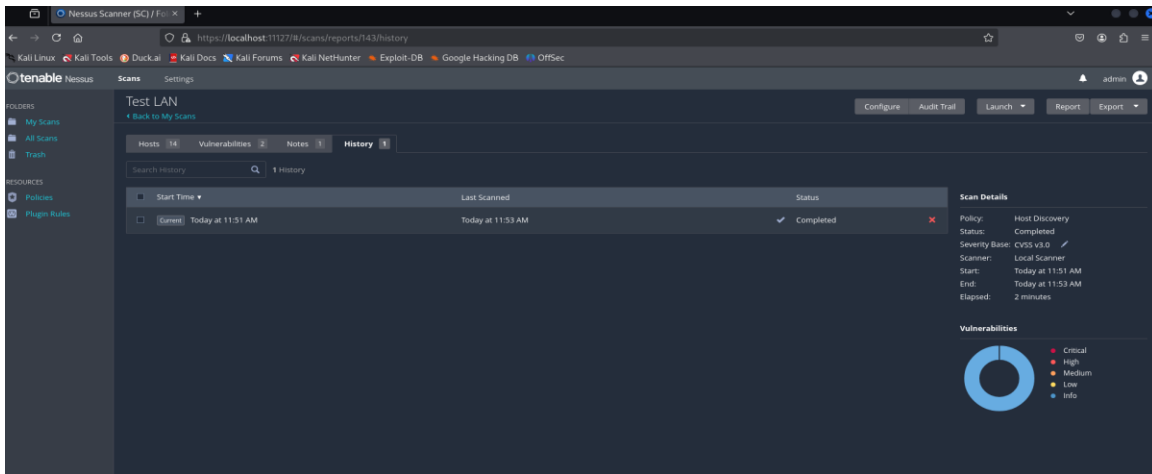 Nessus Scanner (SC) / Fol
https://localhost:11127/#/scans/reports/143/history
Kali Linux Kali Tools Duck.ai Kali Docs Kali Forums Kali NetHunter Exploit-DB Google Hacking DB OffSec
tenable Nessus Scans Settings admin
FOLDERS
My Scans
All Scans
Trash
RESOURCES
Policies
Plugin Rules
Test LAN
Back to My Scans
Configure Audit Trail Launch Report Export
Hosts 14 Vulnerabilities 2 Notes 1 History 1
Search History 1 History
Start Time Last Scanned Status
Current Today at 11:51 AM Today at 11:53 AM Completed
Scan Details
Policy: Host Discovery
Status: Completed
Severity Base: CVSS v3.0
Scanner: Local Scanner
Start: Today at 11:51 AM
End: Today at 11:53 AM
Elapsed: 2 minutes
Vulnerabilities
Critical
High
Medium
Low
Info